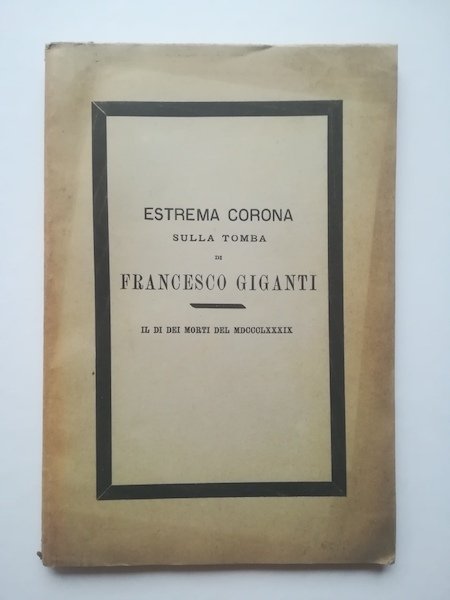 ESTREMA CORONA
SULLA TOMBA
DI
FRANCESCO GIGANTI
IL DI DEI MORTI DEL MDCCCLXXXIX